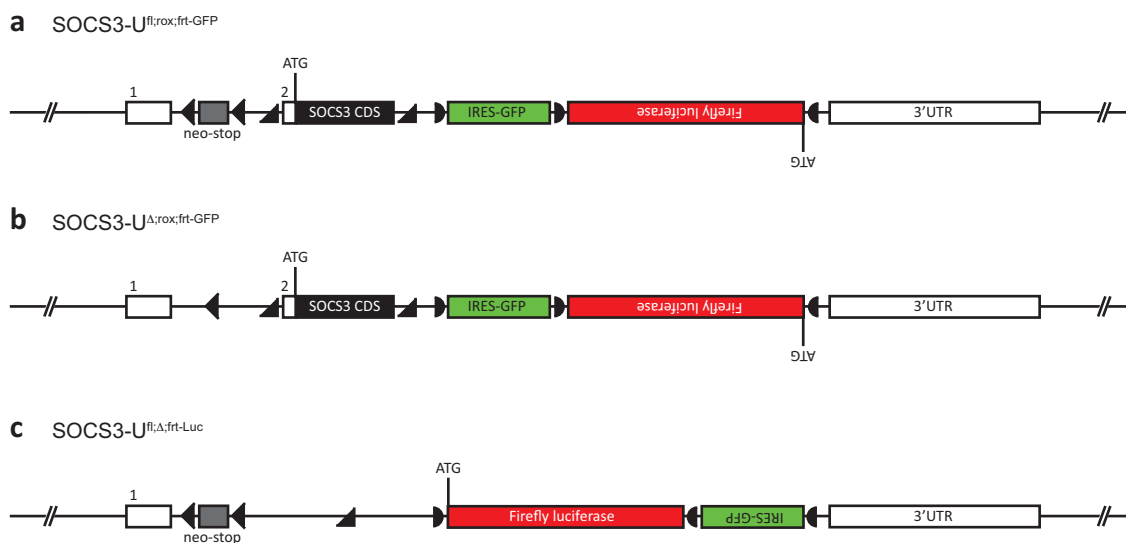 a SOCS3-Ufl;rox;frt-GFP
ATG
1 2 SOCS3 CDS IRES-GFP Firefly luciferase 3'UTR
neo-stop
ATG
b SOCS3-UΔ;rox;frt-GFP
ATG
1 2 SOCS3 CDS IRES-GFP Firefly luciferase 3'UTR
ATG
c SOCS3-Ufl;Δ;frt-Luc
ATG
1 Firefly luciferase IRES-GFP 3'UTR
neo-stop